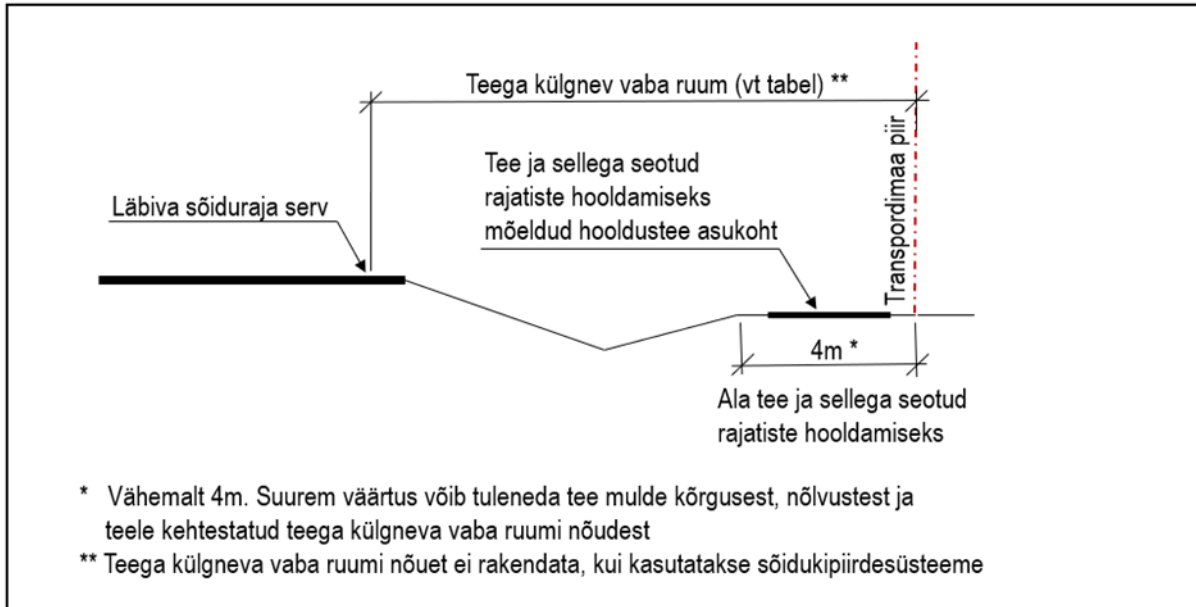 Teega külgnev vaba ruum (vt tabel) **
Transpordimaa piir
Tee ja sellega seotud
rajatiste hooldamiseks
mõeldud hooldustee asukoht
Läbiva sõiduraja serv
4m *
Ala tee ja sellega seotud
rajatiste hooldamiseks
* Vähemalt 4m. Suurem väärtus võib tuleneda tee mulde kõrgusest, nõlvustest ja
teele kehtestatud teega külgneva vaba ruumi nõudest
** Teega külgneva vaba ruumi nõuet ei rakendata, kui kasutatakse sõidukipiirdesüsteeme